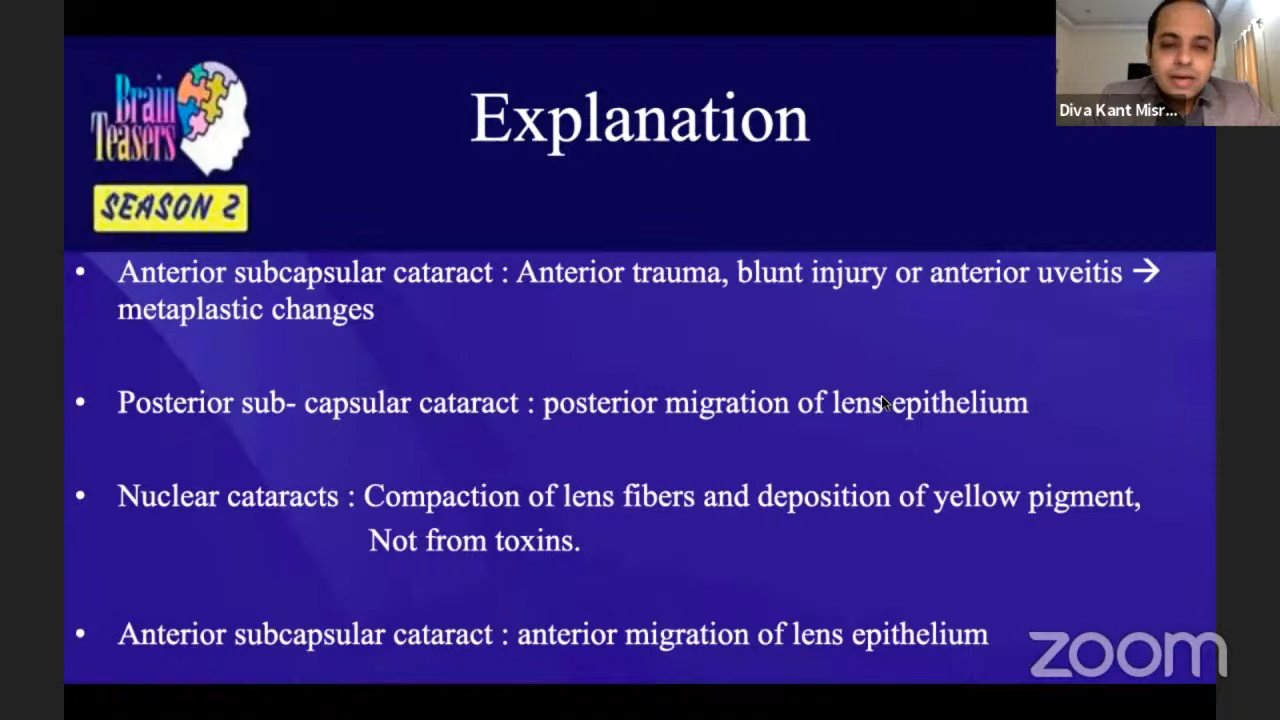 Brain
Teasers
SEASON 2
Explanation
Diva Kant Misr...
• Anterior subcapsular cataract : Anterior trauma, blunt injury or anterior uveitis →
metaplastic changes
• Posterior sub- capsular cataract : posterior migration of lens epithelium
• Nuclear cataracts : Compaction of lens fibers and deposition of yellow pigment,
Not from toxins.
• Anterior subcapsular cataract : anterior migration of lens epithelium
zoom